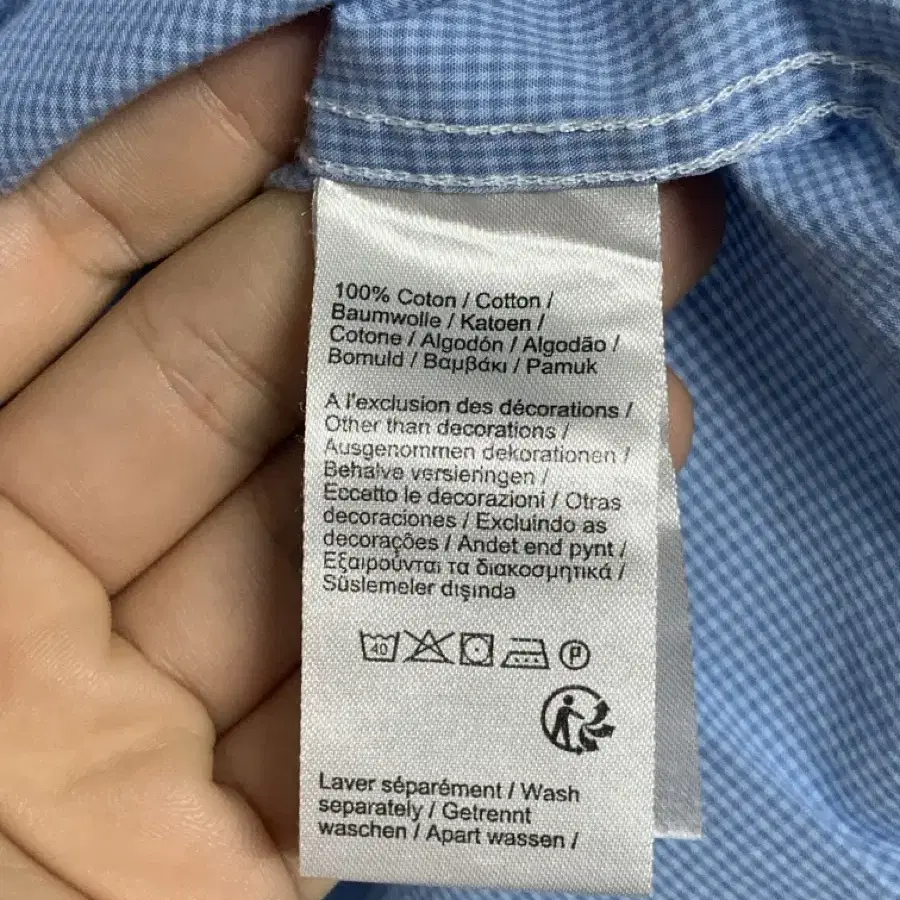 100% Coton / Cotton /
Baumwolle / Katoen /
Cotone / Algodón / Algodão /
Bomuld / Βαμβάκι / Pamuk
A l'exclusion des décorations /
Other than decorations /
Ausgenommen dekorationen /
Behalve versieringen /
Eccetto le decorazioni / Otras
decoraciones / Excluindo as
decorações / Andet end pynt /
Εξαιρούνται τα διακοσμητικά /
Süslemeler dışında
40 P
Laver séparément / Wash
separately / Getrennt
waschen / Apart wassen /